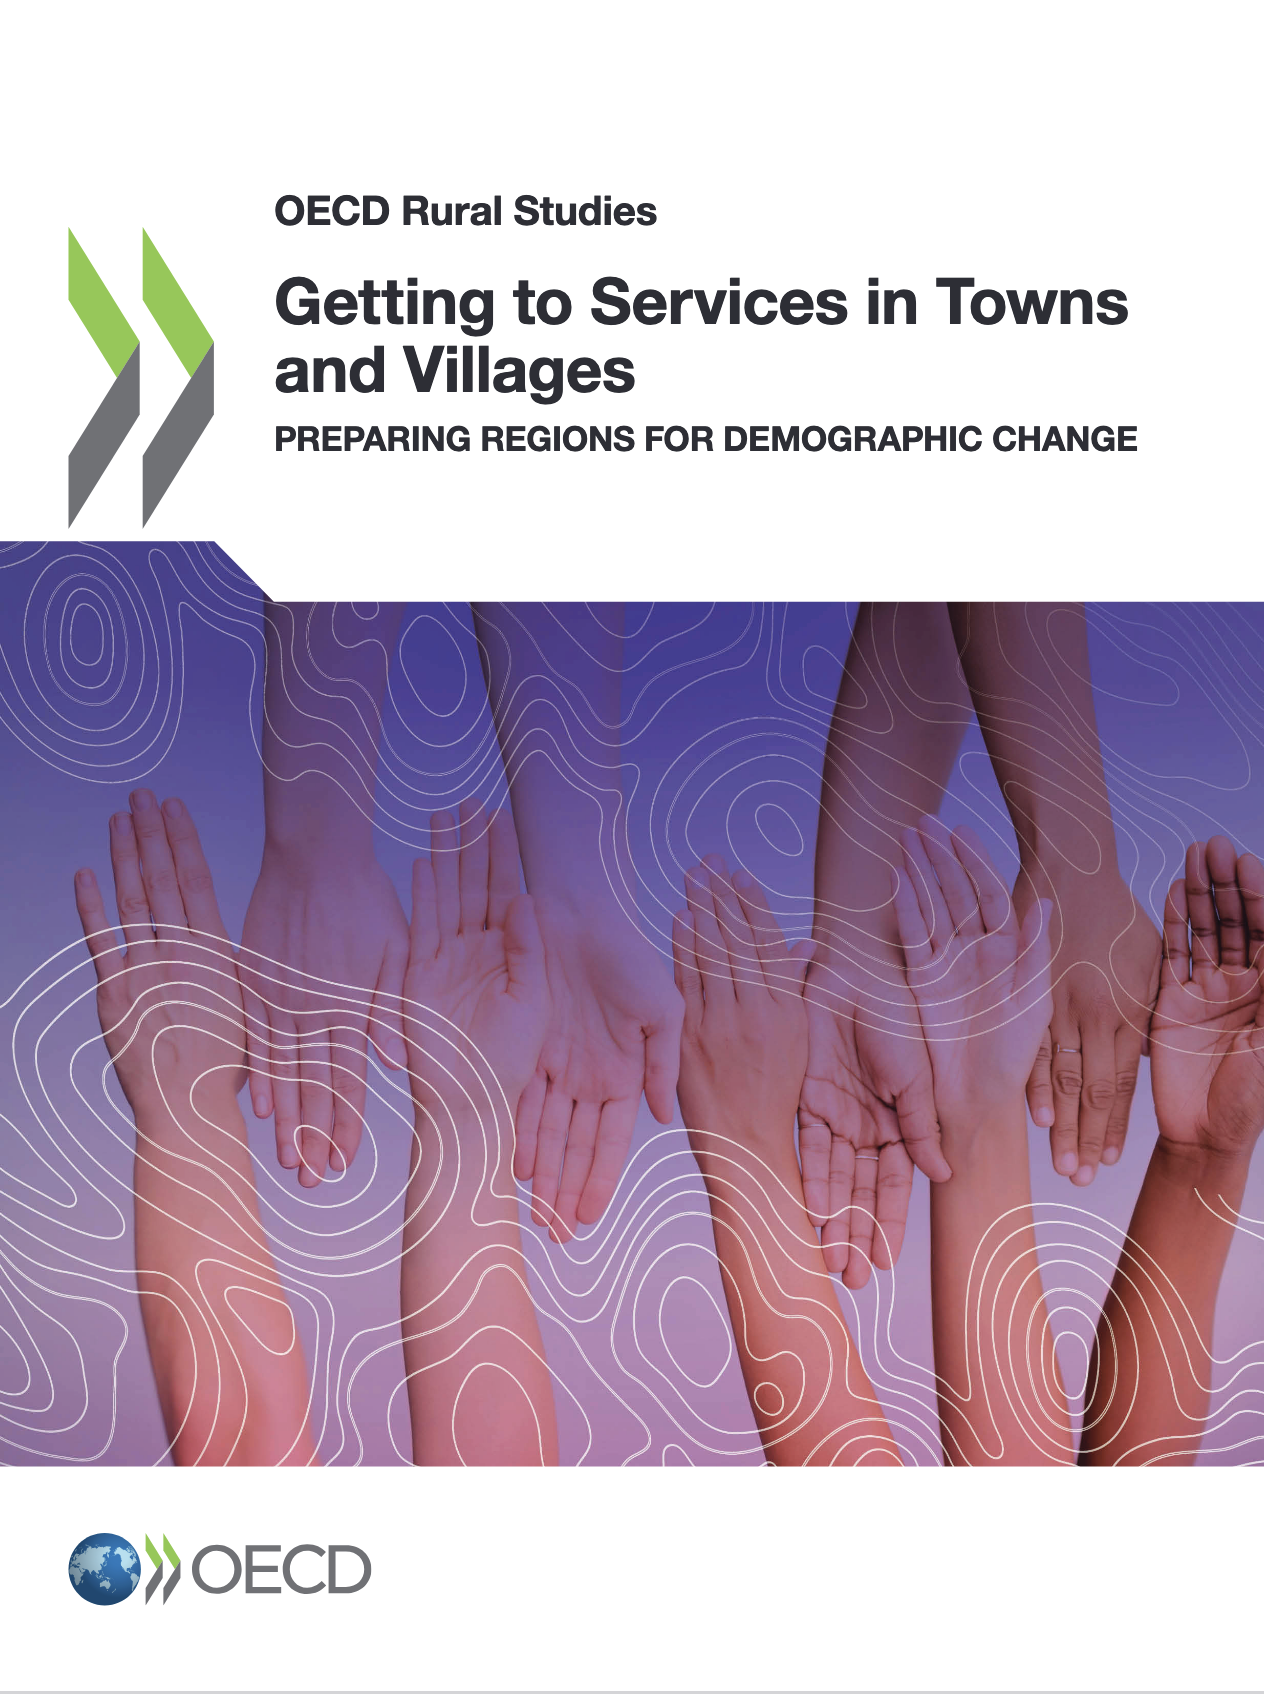 OECD Rural Studies
Getting to Services in Towns
and Villages
PREPARING REGIONS FOR DEMOGRAPHIC CHANGE
OECD